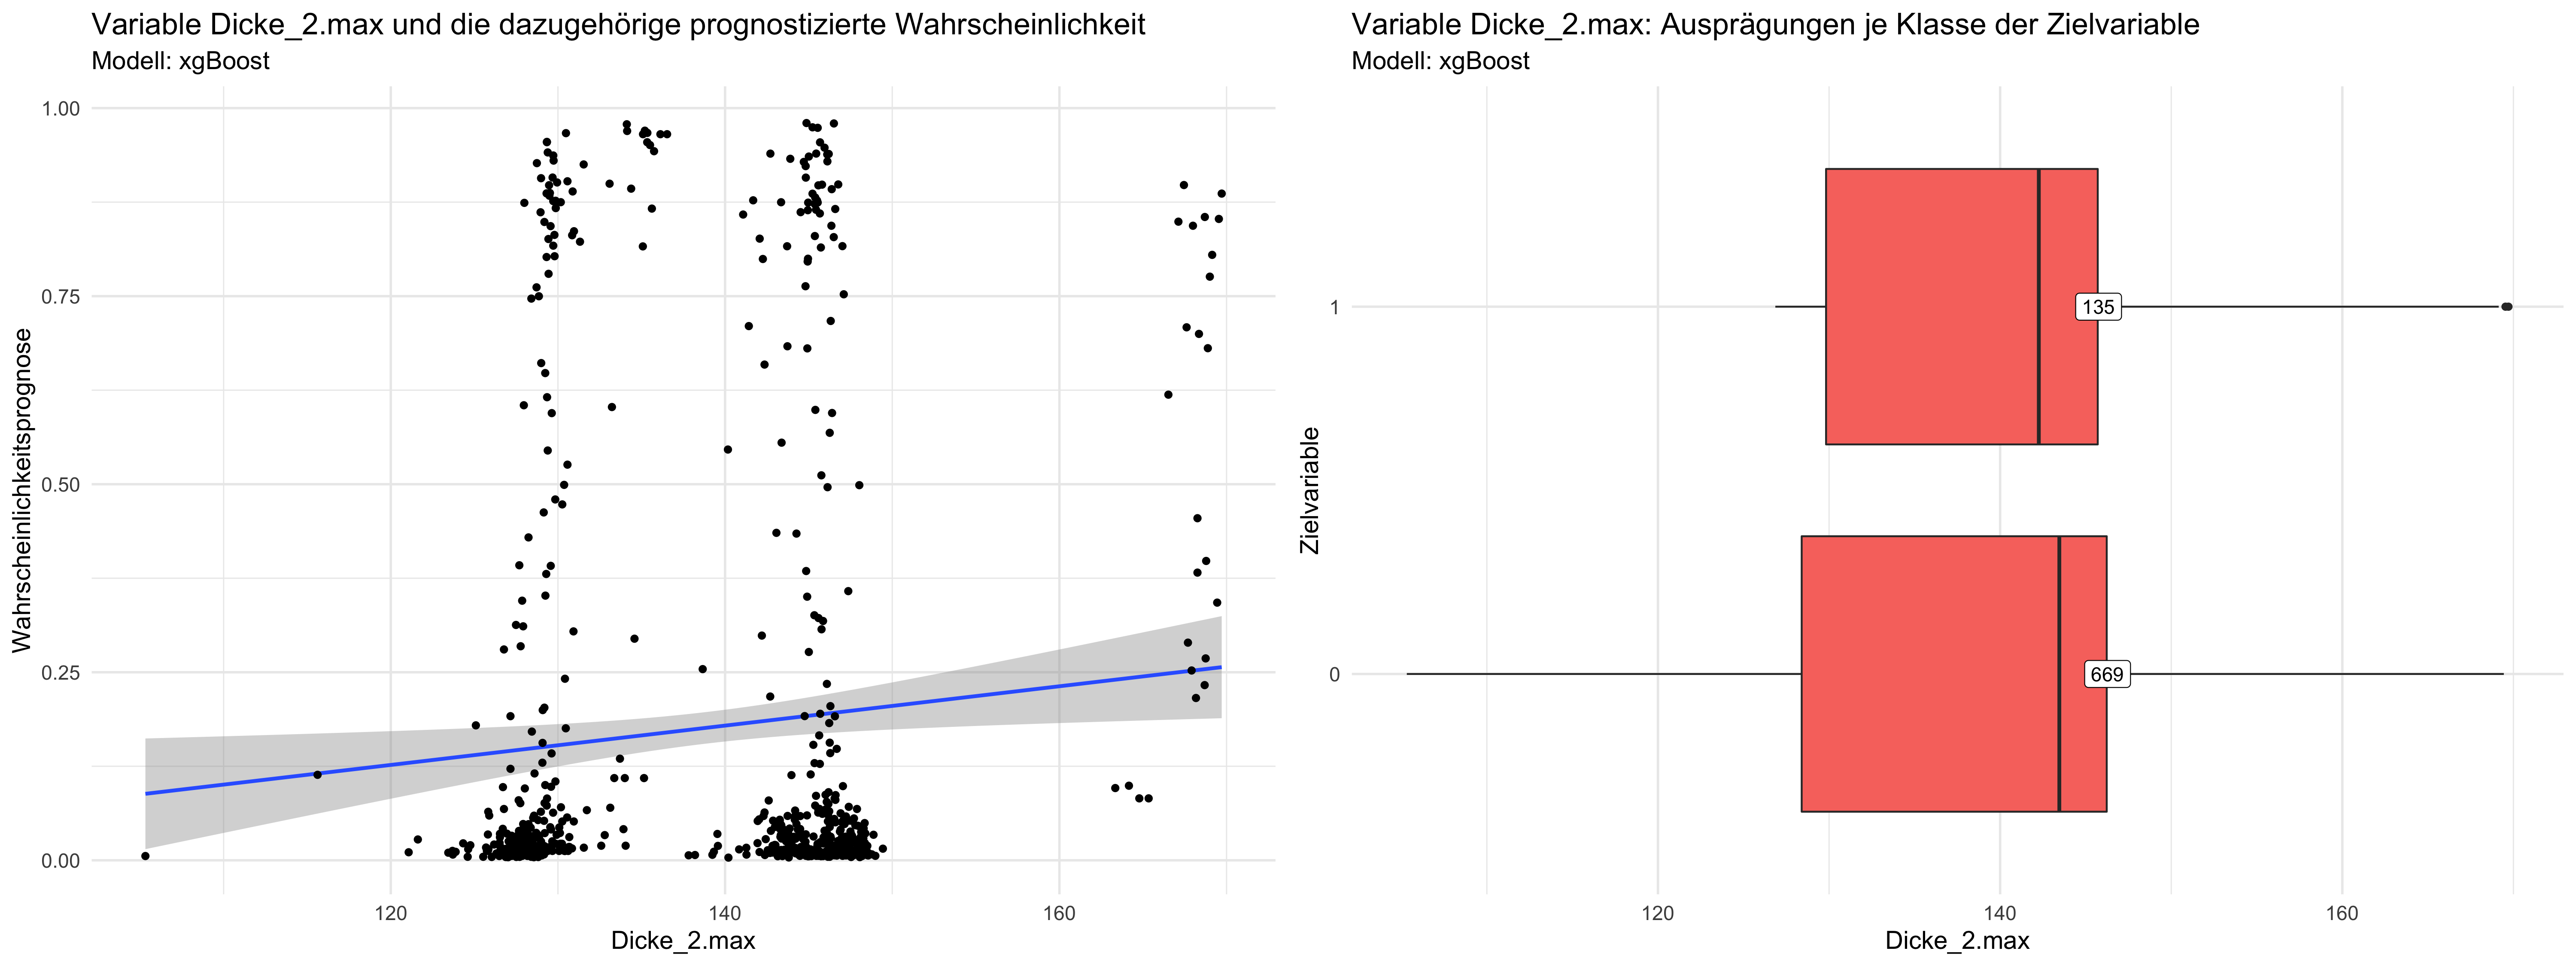 Variable Dicke_2.max und die dazugehörige prognostizierte Wahrscheinlichkeit
Modell: xgBoost
Wahrscheinlichkeitsprognose
1.00
0.75
0.50
0.25
0.00
120 140 160
Dicke_2.max
Variable Dicke_2.max: Ausprägungen je Klasse der Zielvariable
Modell: xgBoost
Zielvariable
1
135
0
669
120 140 160
Dicke_2.max